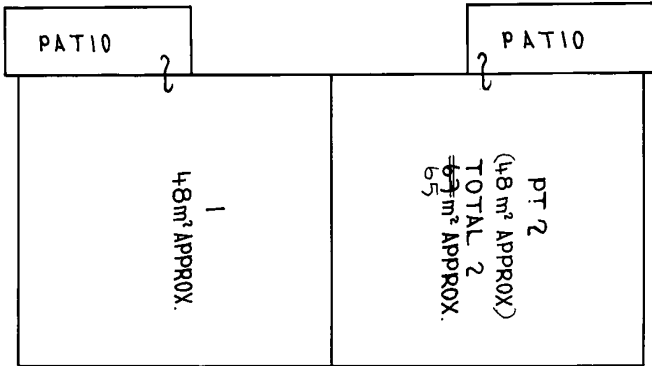 PATIO
PATIO
1
48m² APPROX.
PT 2
(48 m² APPROX)
TOTAL 2
65 m² APPROX.